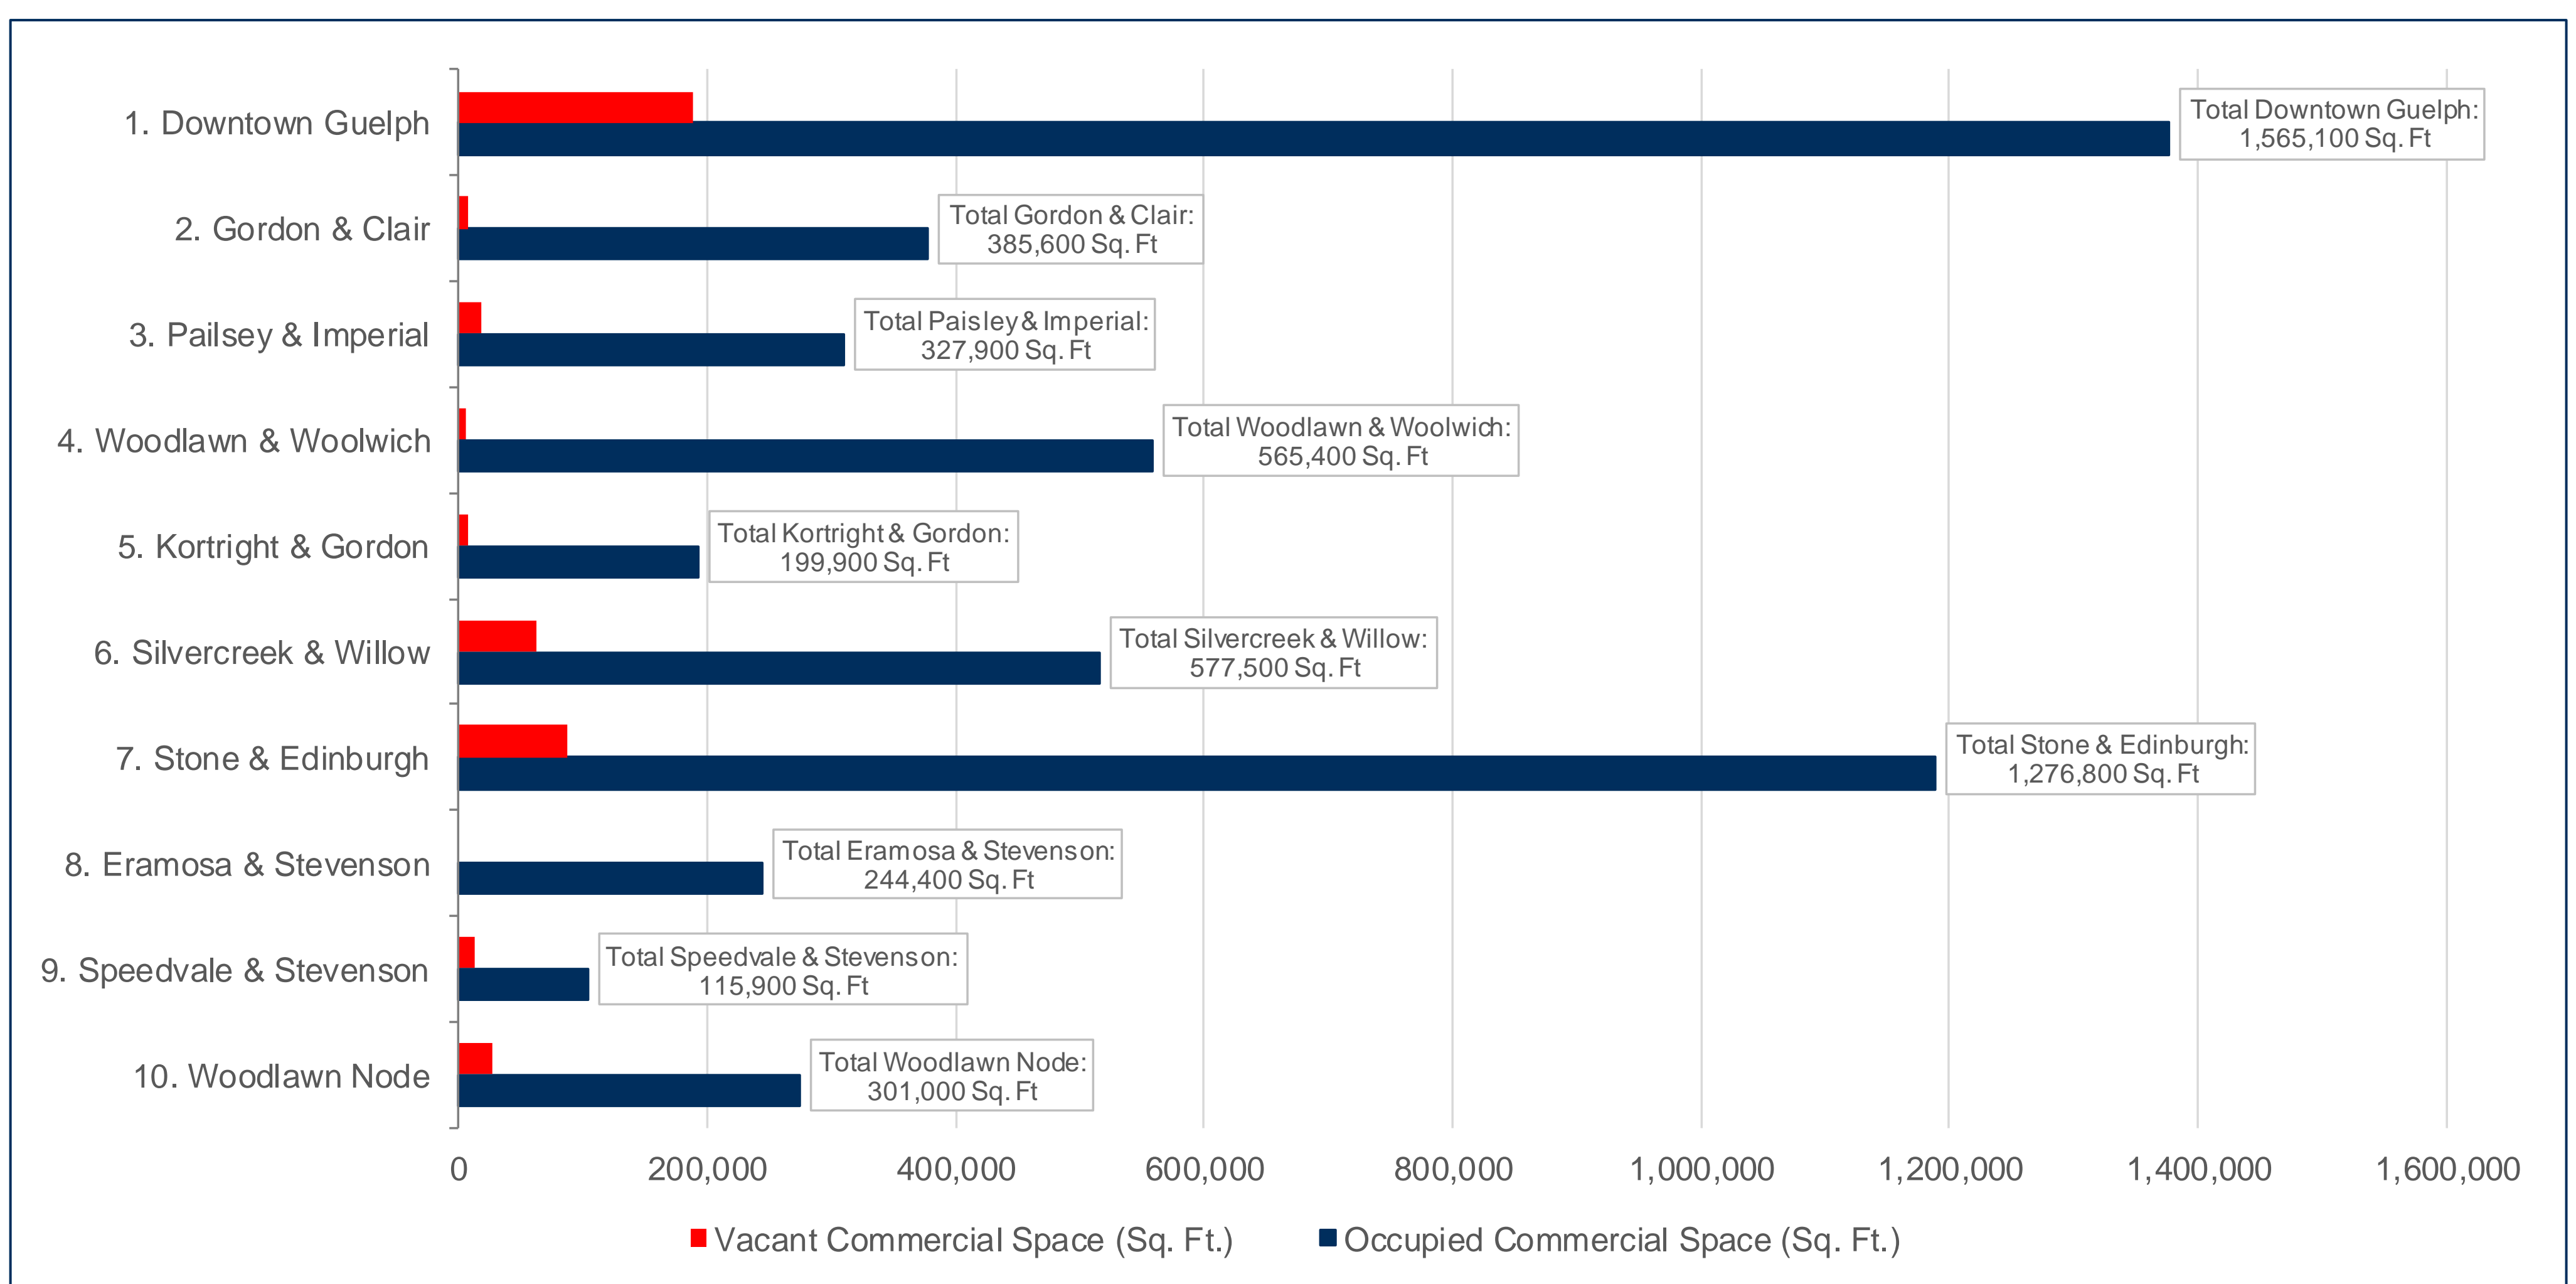 1. Downtown Guelph
Total Downtown Guelph:
1,565,100 Sq. Ft
2. Gordon & Clair
Total Gordon & Clair:
385,600 Sq. Ft
3. Pailsey & Imperial
Total Paisley & Imperial:
327,900 Sq. Ft
4. Woodlawn & Woolwich
Total Woodlawn & Woolwich:
565,400 Sq. Ft
5. Kortright & Gordon
Total Kortright & Gordon:
199,900 Sq. Ft
6. Silvercreek & Willow
Total Silvercreek & Willow:
577,500 Sq. Ft
7. Stone & Edinburgh
Total Stone & Edinburgh:
1,276,800 Sq. Ft
8. Eramosa & Stevenson
Total Eramosa & Stevenson:
244,400 Sq. Ft
9. Speedvale & Stevenson
Total Speedvale & Stevenson:
115,900 Sq. Ft
10. Woodlawn Node
Total Woodlawn Node:
301,000 Sq. Ft
0 200,000 400,000 600,000 800,000 1,000,000 1,200,000 1,400,000 1,600,000
Vacant Commercial Space (Sq. Ft.) Occupied Commercial Space (Sq. Ft.)